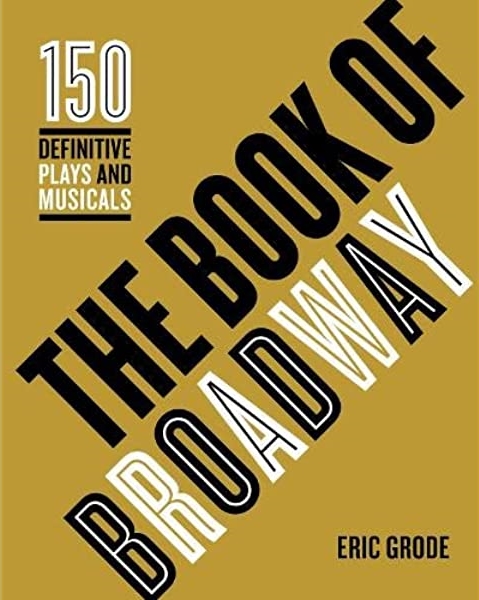 150
DEFINITIVE
PLAYS AND
MUSICALS
THE BOOK OF
BROADWAY
ERIC GRODE